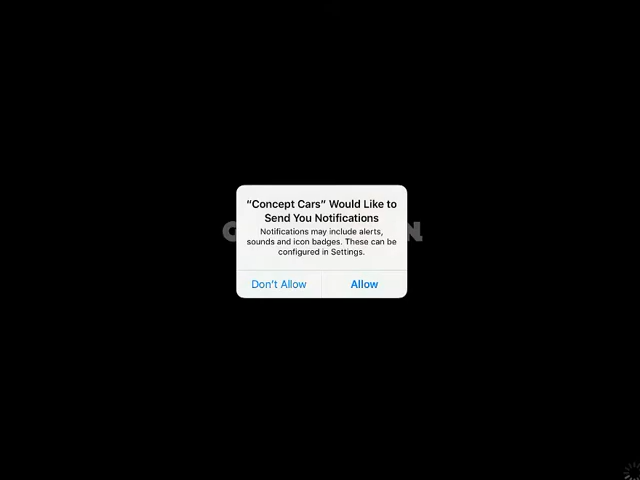 “Concept Cars” Would Like to
Send You Notifications
Notifications may include alerts,
sounds and icon badges. These can be
configured in Settings.
Don’t Allow
Allow